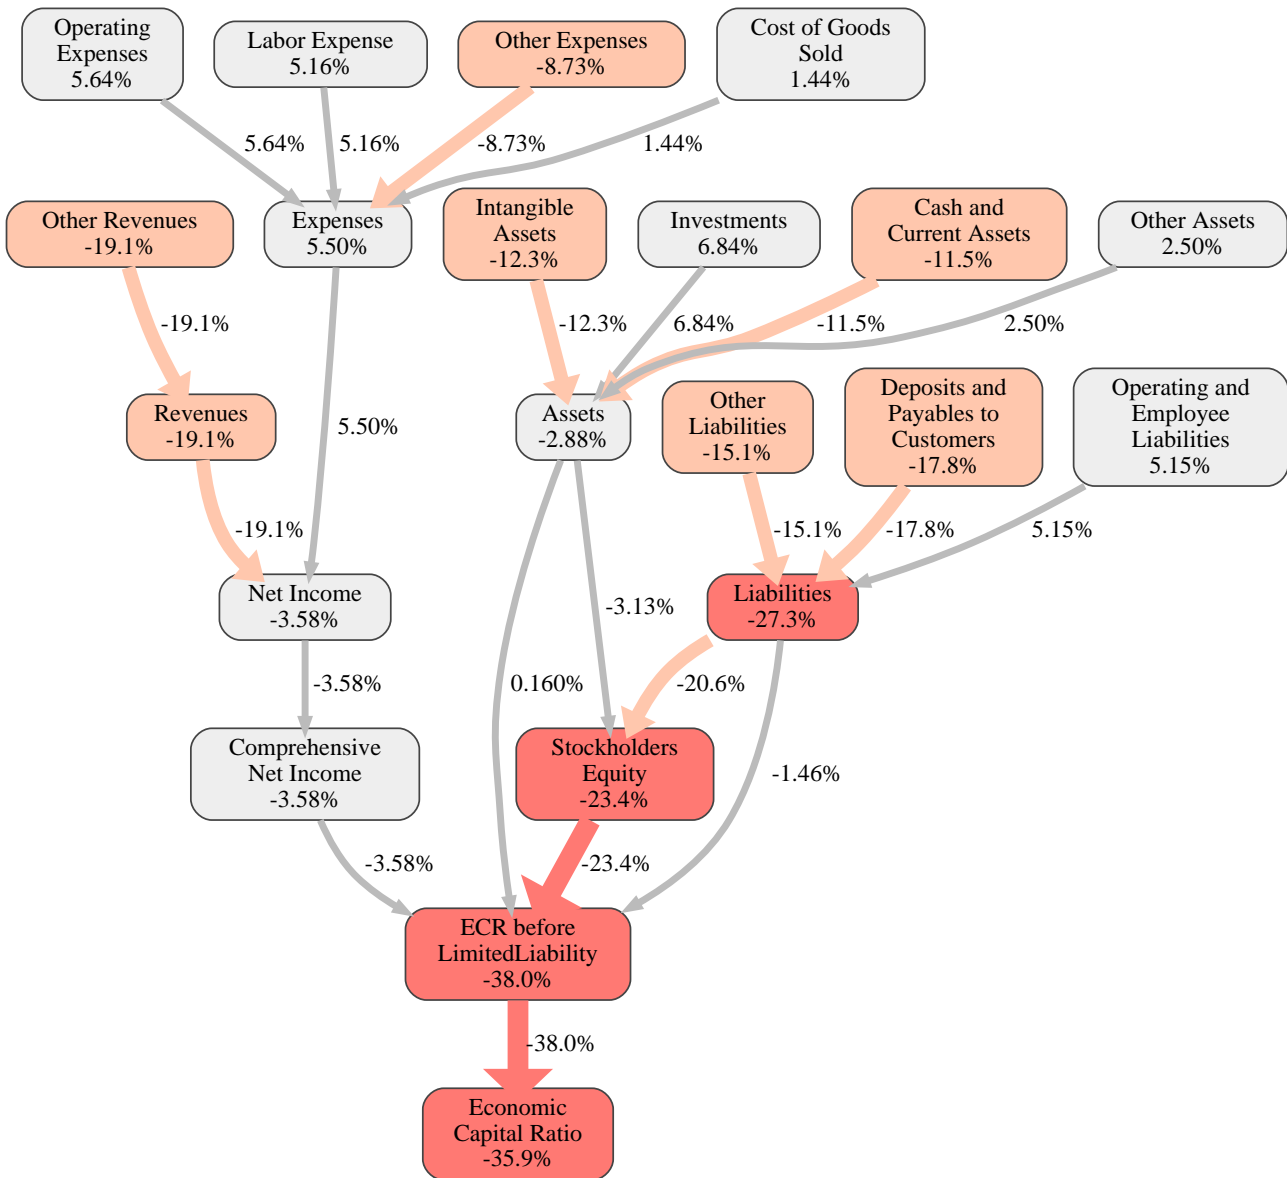 Operating
Expenses
5.64%
Labor Expense
5.16%
Other Expenses
-8.73%
Cost of Goods
Sold
1.44%
5.64%
5.16%
-8.73%
1.44%
Other Revenues
-19.1%
Expenses
5.50%
Intangible
Assets
-12.3%
Investments
6.84%
Cash and
Current Assets
-11.5%
Other Assets
2.50%
-19.1%
-12.3%
6.84%
-11.5%
2.50%
Revenues
-19.1%
5.50%
Assets
-2.88%
Other
Liabilities
-15.1%
Deposits and
Payables to
Customers
-17.8%
Operating and
Employee
Liabilities
5.15%
-19.1%
-15.1%
-17.8%
5.15%
Net Income
-3.58%
-3.13%
Liabilities
-27.3%
-3.58%
0.160%
-20.6%
Comprehensive
Net Income
-3.58%
Stockholders
Equity
-23.4%
-1.46%
-3.58%
-23.4%
ECR before
LimitedLiability
-38.0%
-38.0%
Economic
Capital Ratio
-35.9%